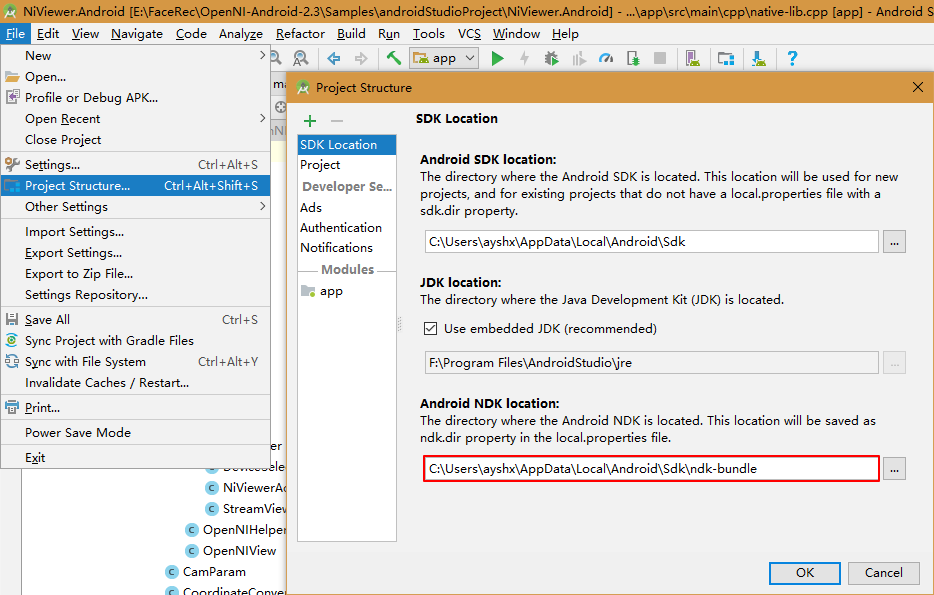 NiViewer.Android [E:\FaceRec\OpenNI-Android-2.3\Samples\androidStudioProject\NiViewer.Android] - ...\app\src\main\cpp\native-lib.cpp [app] - Android S
File Edit View Navigate Code Analyze Refactor Build Run Tools VCS Window Help
app
New
Open...
Profile or Debug APK...
Open Recent
Close Project
Settings... Ctrl+Alt+S
Project Structure... Ctrl+Alt+Shift+S
Other Settings
Import Settings...
Export Settings...
Export to Zip File...
Settings Repository...
Save All Ctrl+S
Sync Project with Gradle Files
Sync with File System Ctrl+Alt+Y
Invalidate Caches / Restart...
Print...
Power Save Mode
Exit
NiViewerAc
StreamView
OpenNIHelper
OpenNIView
CamParam
CoordinateConver
Project Structure
SDK Location
Project
Developer Se...
Ads
Authentication
Notifications
Modules
app
SDK Location
Android SDK location:
The directory where the Android SDK is located. This location will be used for new
projects, and for existing projects that do not have a local.properties file with a
sdk.dir property.
C:\Users\ayshx\AppData\Local\Android\Sdk
...
JDK location:
The directory where the Java Development Kit (JDK) is located.
Use embedded JDK (recommended)
F:\Program Files\AndroidStudio\jre
...
Android NDK location:
The directory where the Android NDK is located. This location will be saved as
ndk.dir property in the local.properties file.
C:\Users\ayshx\AppData\Local\Android\Sdk\ndk-bundle
...
OK Cancel